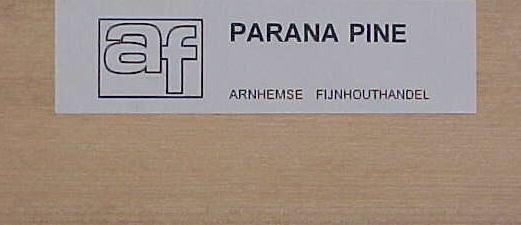 af
PARANA PINE
ARNHEMSE FIJNHOUTHANDEL